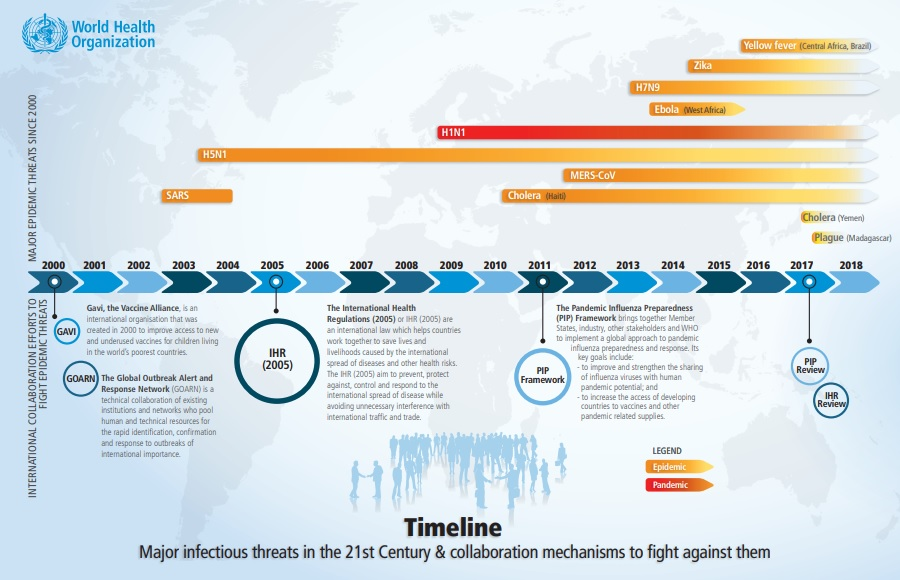 World Health
Organization
MAJOR EPIDEMIC THREATS SINCE 2000
Yellow fever (Central Africa, Brazil)
Zika
H7N9
Ebola (West Africa)
H1N1
H5N1
MERS-CoV
SARS
Cholera (Haiti)
Cholera (Yemen)
Plague (Madagascar)
2000 2001 2002 2003 2004 2005 2006 2007 2008 2009 2010 2011 2012 2013 2014 2015 2016 2017 2018
INTERNATIONAL COLLABORATION EFFORTS TO
FIGHT EPIDEMIC THREATS
GAVI
Gavi, the Vaccine Alliance, is an
international organisation that was
created in 2000 to improve access to new
and underused vaccines for children living
in the world's poorest countries.
GOARN
The Global Outbreak Alert and
Response Network (GOARN) is a
technical collaboration of existing
institutions and networks who pool
human and technical resources for
the rapid identification, confirmation
and response to outbreaks of
international importance.
IHR
(2005)
The International Health
Regulations (2005) or IHR (2005) are
an international law which helps countries
work together to save lives and
livelihoods caused by the international
spread of diseases and other health risks.
The IHR (2005) aim to prevent, protect
against, control and respond to the
international spread of disease while
avoiding unnecessary interference with
international traffic and trade.
PIP
Framework
The Pandemic Influenza Preparedness
(PIP) Framework brings together Member
States, industry, other stakeholders and WHO
to implement a global approach to pandemic
influenza preparedness and response. Its
key goals include:
- to improve and strengthen the sharing
of influenza viruses with human
pandemic potential; and
- to increase the access of developing
countries to vaccines and other
pandemic related supplies.
PIP
Review
IHR
Review
LEGEND
Epidemic
Pandemic
Timeline
Major infectious threats in the 21st Century & collaboration mechanisms to fight against them